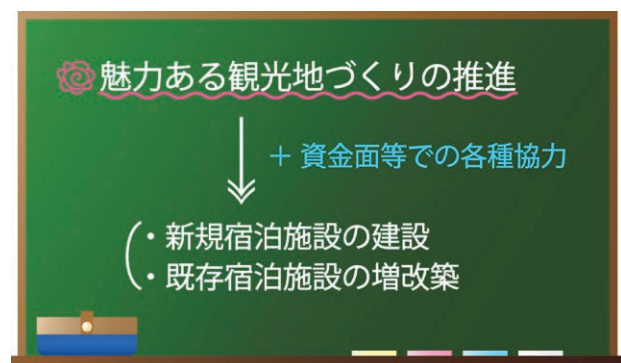 魅力ある観光地づくりの推進
＋ 資金面等での各種協力
・新規宿泊施設の建設
・既存宿泊施設の増改築